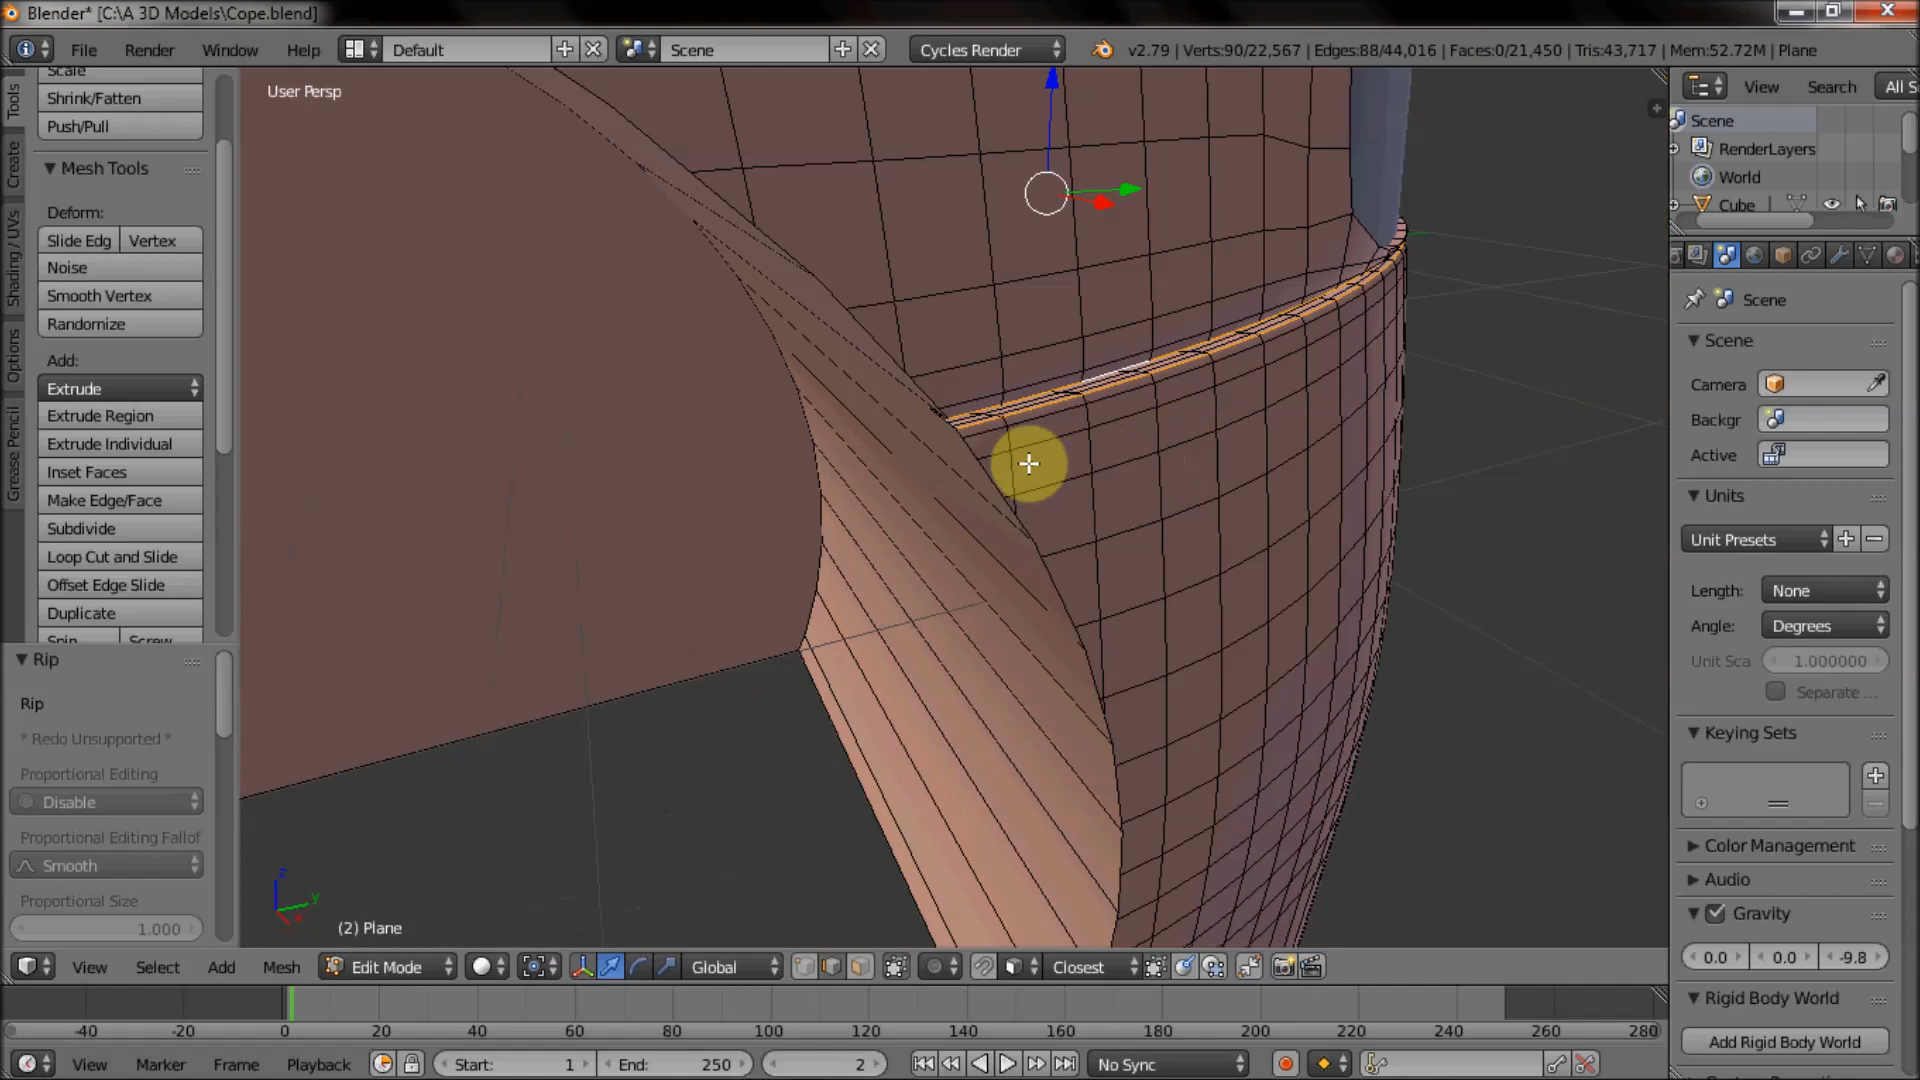 Blender* [C:\A 3D Models\Cope.blend]
File Render Window Help Default Scene Cycles Render v2.79 | Verts:90/22,567 | Edges:88/44,016 | Faces:0/21,450 | Tris:43,717 | Mem:52.72M | Plane
Tools
Create
Shading / UVs
Options
Grease Pencil
Scale
Shrink/Fatten
Push/Pull
Mesh Tools
Deform:
Slide Edg Vertex
Noise
Smooth Vertex
Randomize
Add:
Extrude
Extrude Region
Extrude Individual
Inset Faces
Make Edge/Face
Subdivide
Loop Cut and Slide
Offset Edge Slide
Duplicate
Spin Screw
Rip
Rip
* Redo Unsupported *
Proportional Editing
Disable
Proportional Editing Fallof
Smooth
Proportional Size
1.000
User Persp
z
y
x
(2) Plane
View Search All S
Scene
RenderLayers
World
Cube
Scene
Scene
Camera
Backgr
Active
Units
Unit Presets
Length: None
Angle: Degrees
Unit Sca 1.000000
Separate ...
Keying Sets
Color Management
Audio
Gravity
0.0 0.0 -9.8
Rigid Body World
Add Rigid Body World
View Select Add Mesh Edit Mode Global Closest
-40 -20 0 20 40 60 80 100 120 140 160 180 200 220 240 260 280
View Marker Frame Playback Start: 1 End: 250 2 No Sync